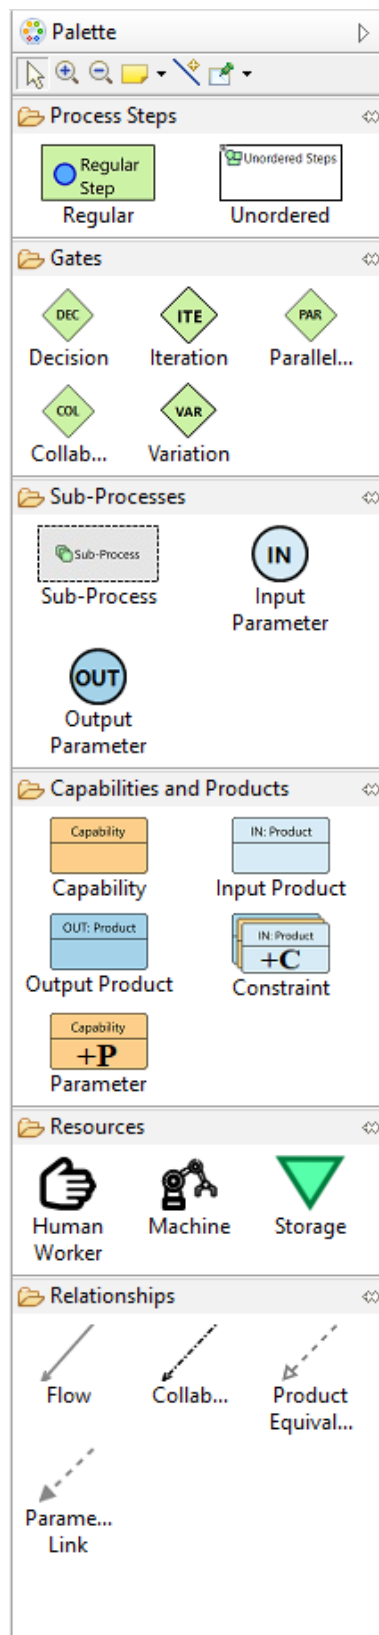 Palette
Process Steps
Regular
Step
Unordered Steps
Regular
Unordered
Gates
DEC
ITE
PAR
Decision
Iteration
Parallel...
COL
VAR
Collab...
Variation
Sub-Processes
Sub-Process
IN
Sub-Process
Input
Parameter
OUT
Output
Parameter
Capabilities and Products
Capability
IN: Product
Capability
Input Product
OUT: Product
IN: Product
+C
Output Product
Constraint
Capability
+P
Parameter
Resources
Human
Worker
Machine
Storage
Relationships
Flow
Collab...
Product
Equival...
Parame...
Link